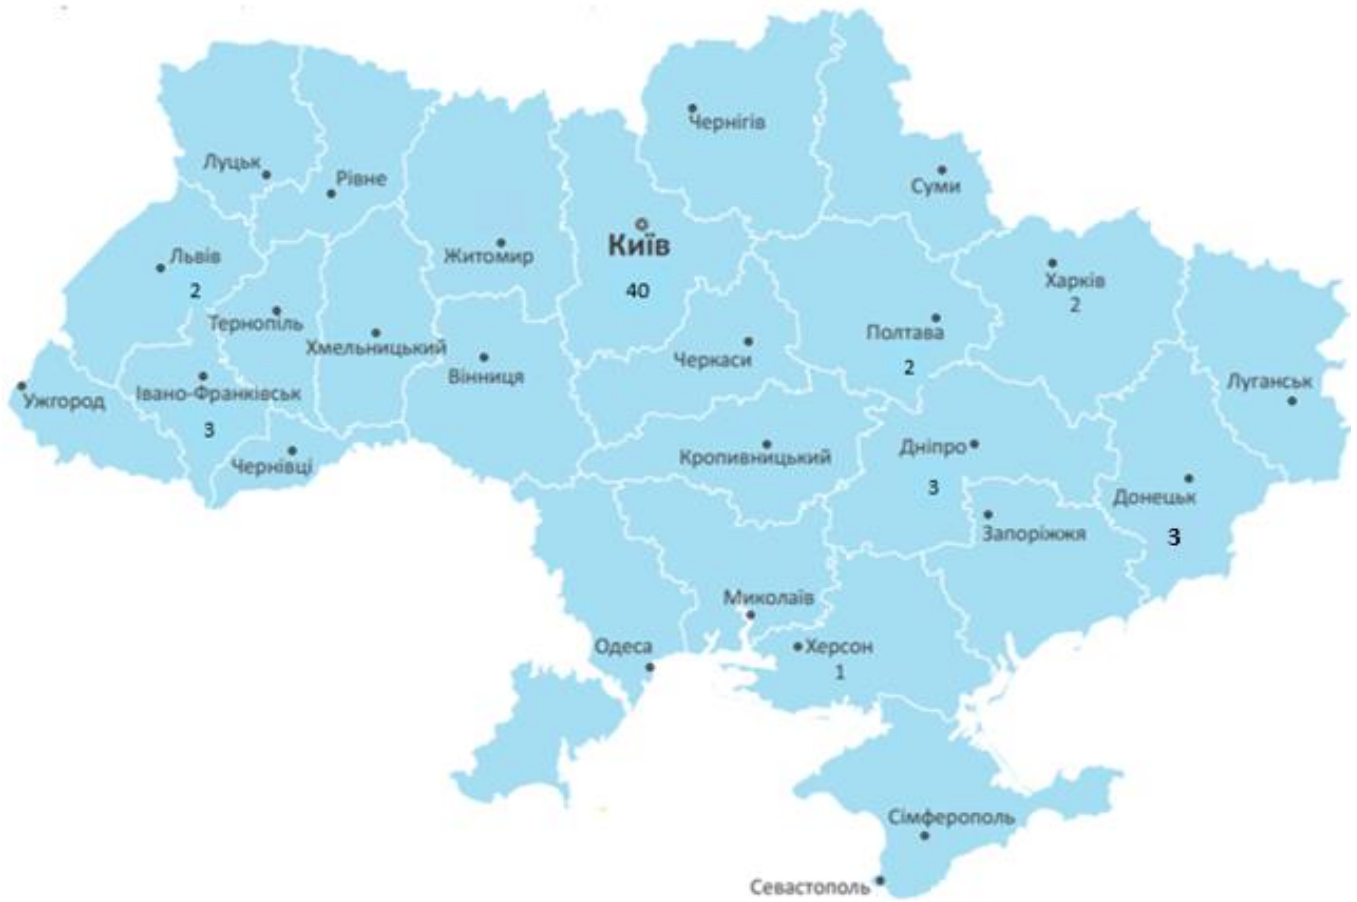 Чернігів
Луцьк
Рівне
Суми
Київ
40
Житомир
Львів
2
Харків
2
Тернопіль
Хмельницький
Вінниця
Черкаси
Полтава
2
Луганськ
Ужгород
Івано-Франківськ
3
Чернівці
Кропивницький
Дніпро
3
Донецьк
3
Запоріжжя
Миколаїв
Одеса
Херсон
1
Сімферополь
Севастополь